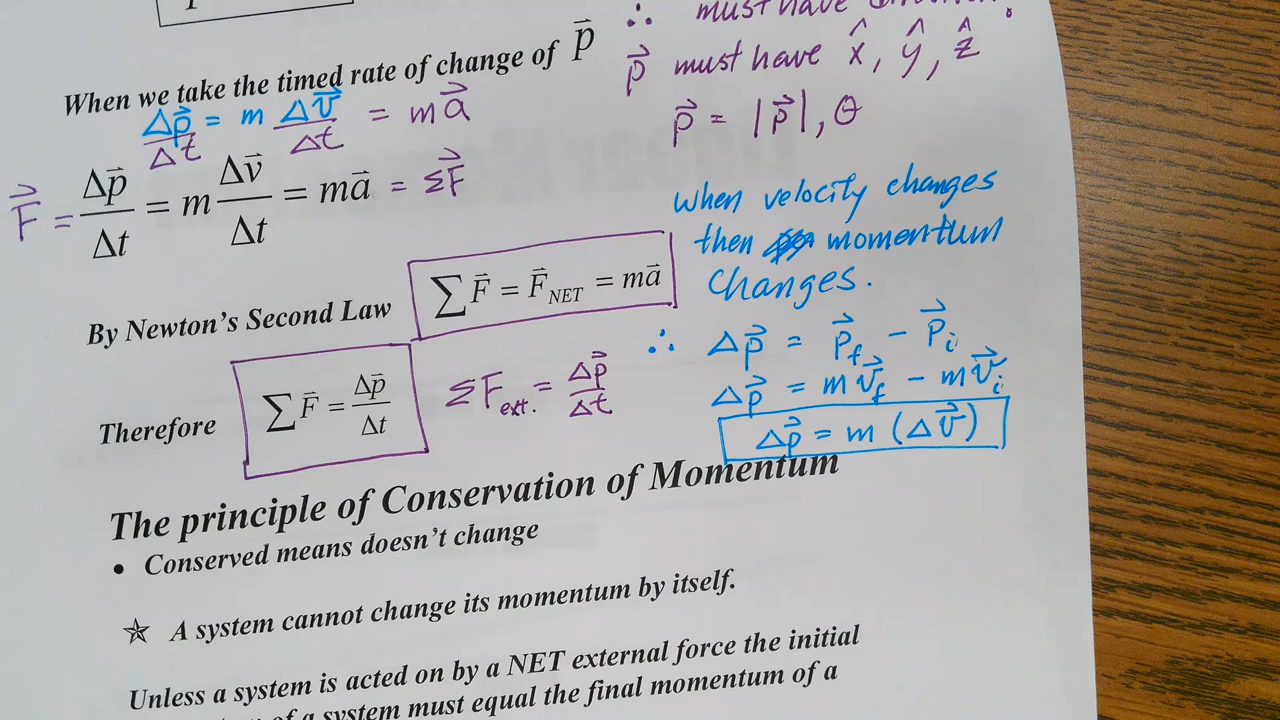 ∴ must have
When we take the timed rate of change of p⃗
p⃗ must have x̂, ŷ, ẑ
Δp⃗/Δt = m Δv⃗/Δt = ma⃗
p⃗ = |p⃗|, θ
F⃗ = Δp⃗/Δt = m Δv⃗/Δt = ma⃗ = ΣF⃗
when velocity changes
then momentum
changes.
By Newton's Second Law ∑F⃗ = F⃗NET = ma⃗
∴ Δp⃗ = p⃗f – p⃗i
Δp⃗ = mv⃗f – mv⃗i
Δp⃗ = m (Δv⃗)
Therefore ∑F⃗ = Δp⃗/Δt ΣFext. = Δp⃗/Δt
The principle of Conservation of Momentum
• Conserved means doesn't change
☆ A system cannot change its momentum by itself.
Unless a system is acted on by a NET external force the initial
of a system must equal the final momentum of a